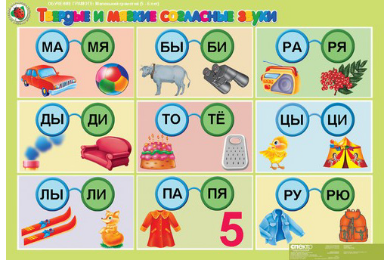 ТВЕРДЫЕ И МЯГКИЕ СОГЛАСНЫЕ ЗВУКИ
МА МЯ
БЫ БИ
РА РЯ
ДЫ ДИ
ТО ТЁ
ЦЫ ЦИ
ЛЫ ЛИ
ПА ПЯ
РУ РЮ
5